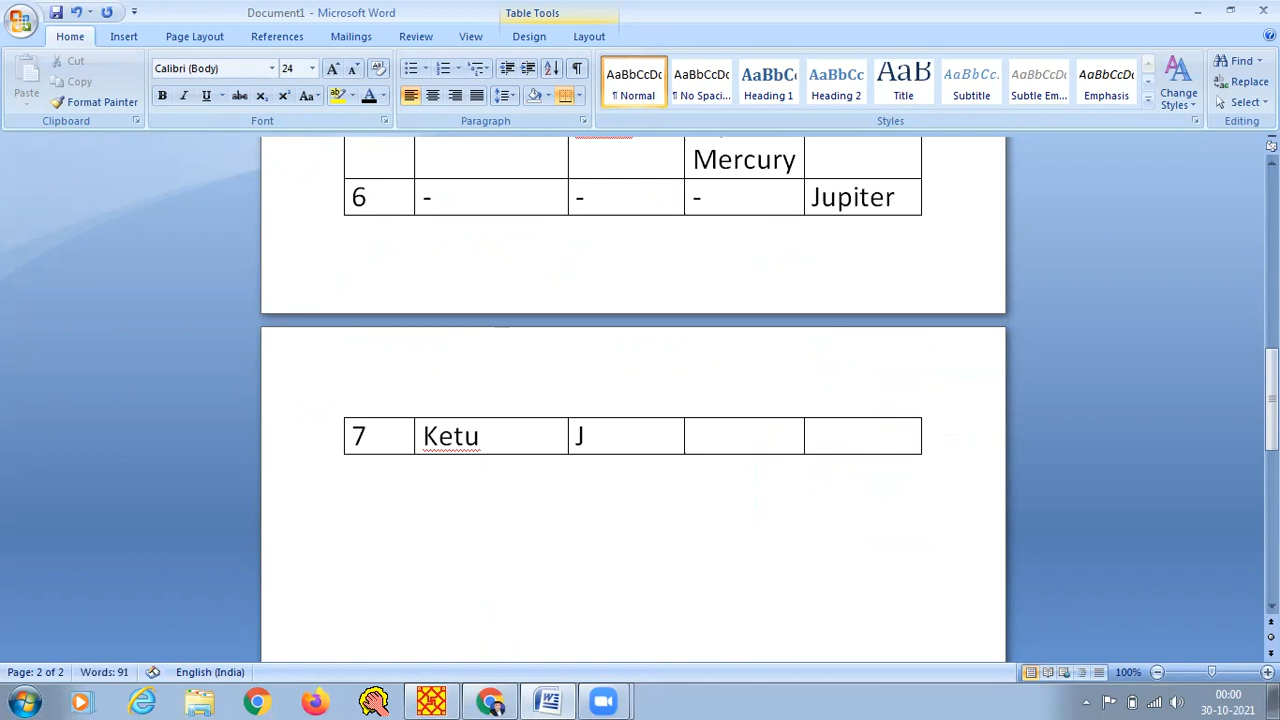 Document1 - Microsoft Word
Table Tools
Home Insert Page Layout References Mailings Review View Design Layout
Paste
Cut
Copy
Format Painter
Clipboard
Calibri (Body) 24
Font
Paragraph
AaBbCcDc AaBbCcDc AaBbCc AaBbCc AaB AaBbCc. AaBbCcDc AaBbCcDc
¶ Normal ¶ No Spaci... Heading 1 Heading 2 Title Subtitle Subtle Em... Emphasis
Change Styles
Styles
Find
Replace
Select
Editing
Mercury
6 - - - Jupiter
7 Ketu J
Page: 2 of 2 Words: 91 English (India) 100%
00:00
30-10-2021